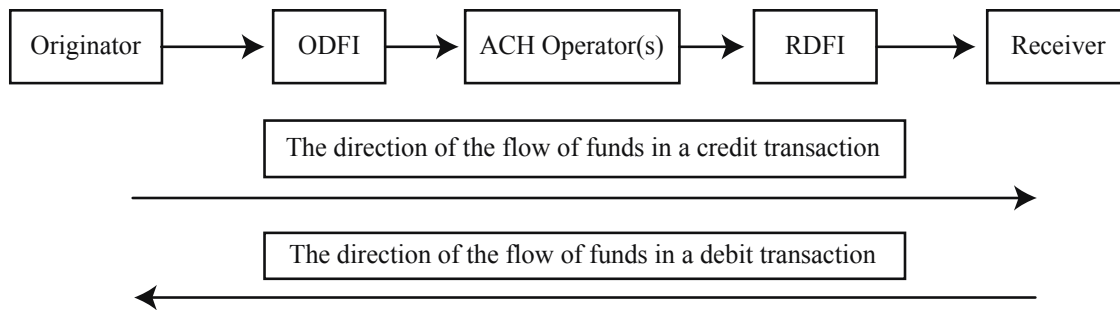 Originator
ODFI
ACH Operator(s)
RDFI
Receiver
The direction of the flow of funds in a credit transaction
The direction of the flow of funds in a debit transaction